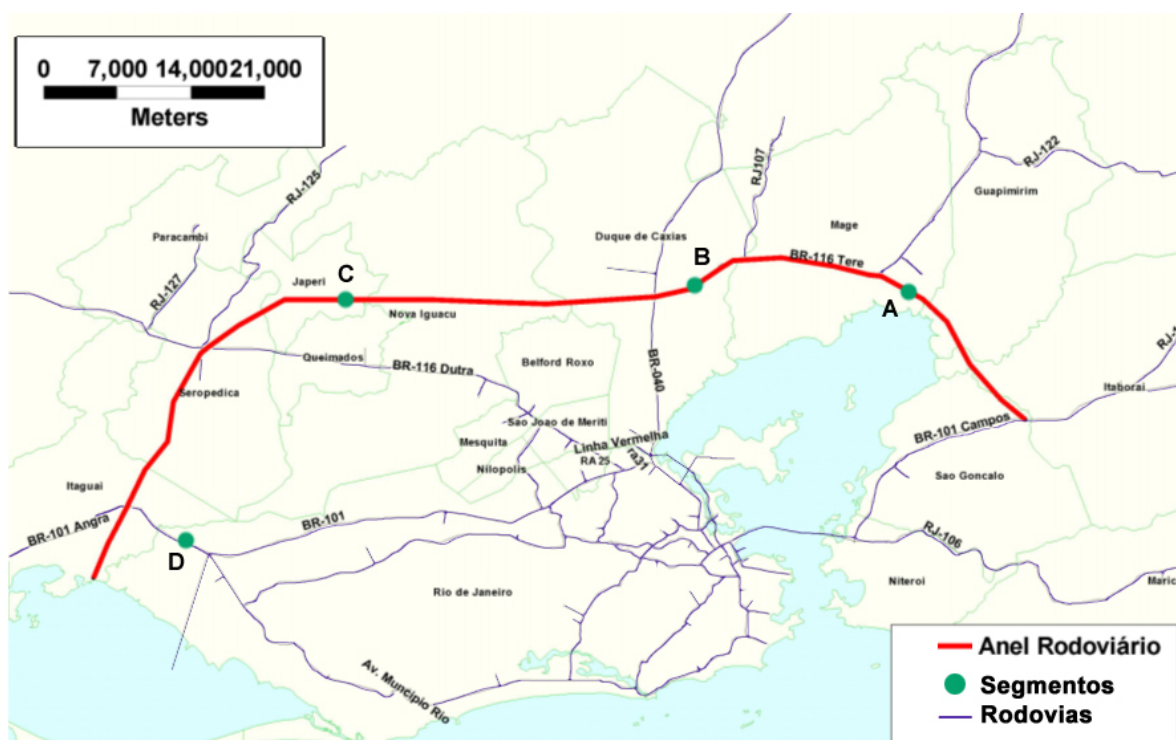 0 7,000 14,000 21,000
Meters
RJ-125
RJ107
RJ-122
Guapimirim
Paracambi
Duque de Caxias
Mage
B
BR-116 Tere
RJ-127
Japeri
C
A
Nova Iguacu
Queimados
BR-116 Dutra
Belford Roxo
BR-040
Seropedica
Itaborai
Sao Joao de Meriti
BR-101 Campos
Mesquita
Linha Vermelha
RA 25
ra31
Nilopolis
Sao Goncalo
Itaguai
BR-101 Angra
BR-101
D
RJ-106
Rio de Janeiro
Niteroi
Maric
Av. Municipio Rio
Anel Rodoviário
Segmentos
Rodovias